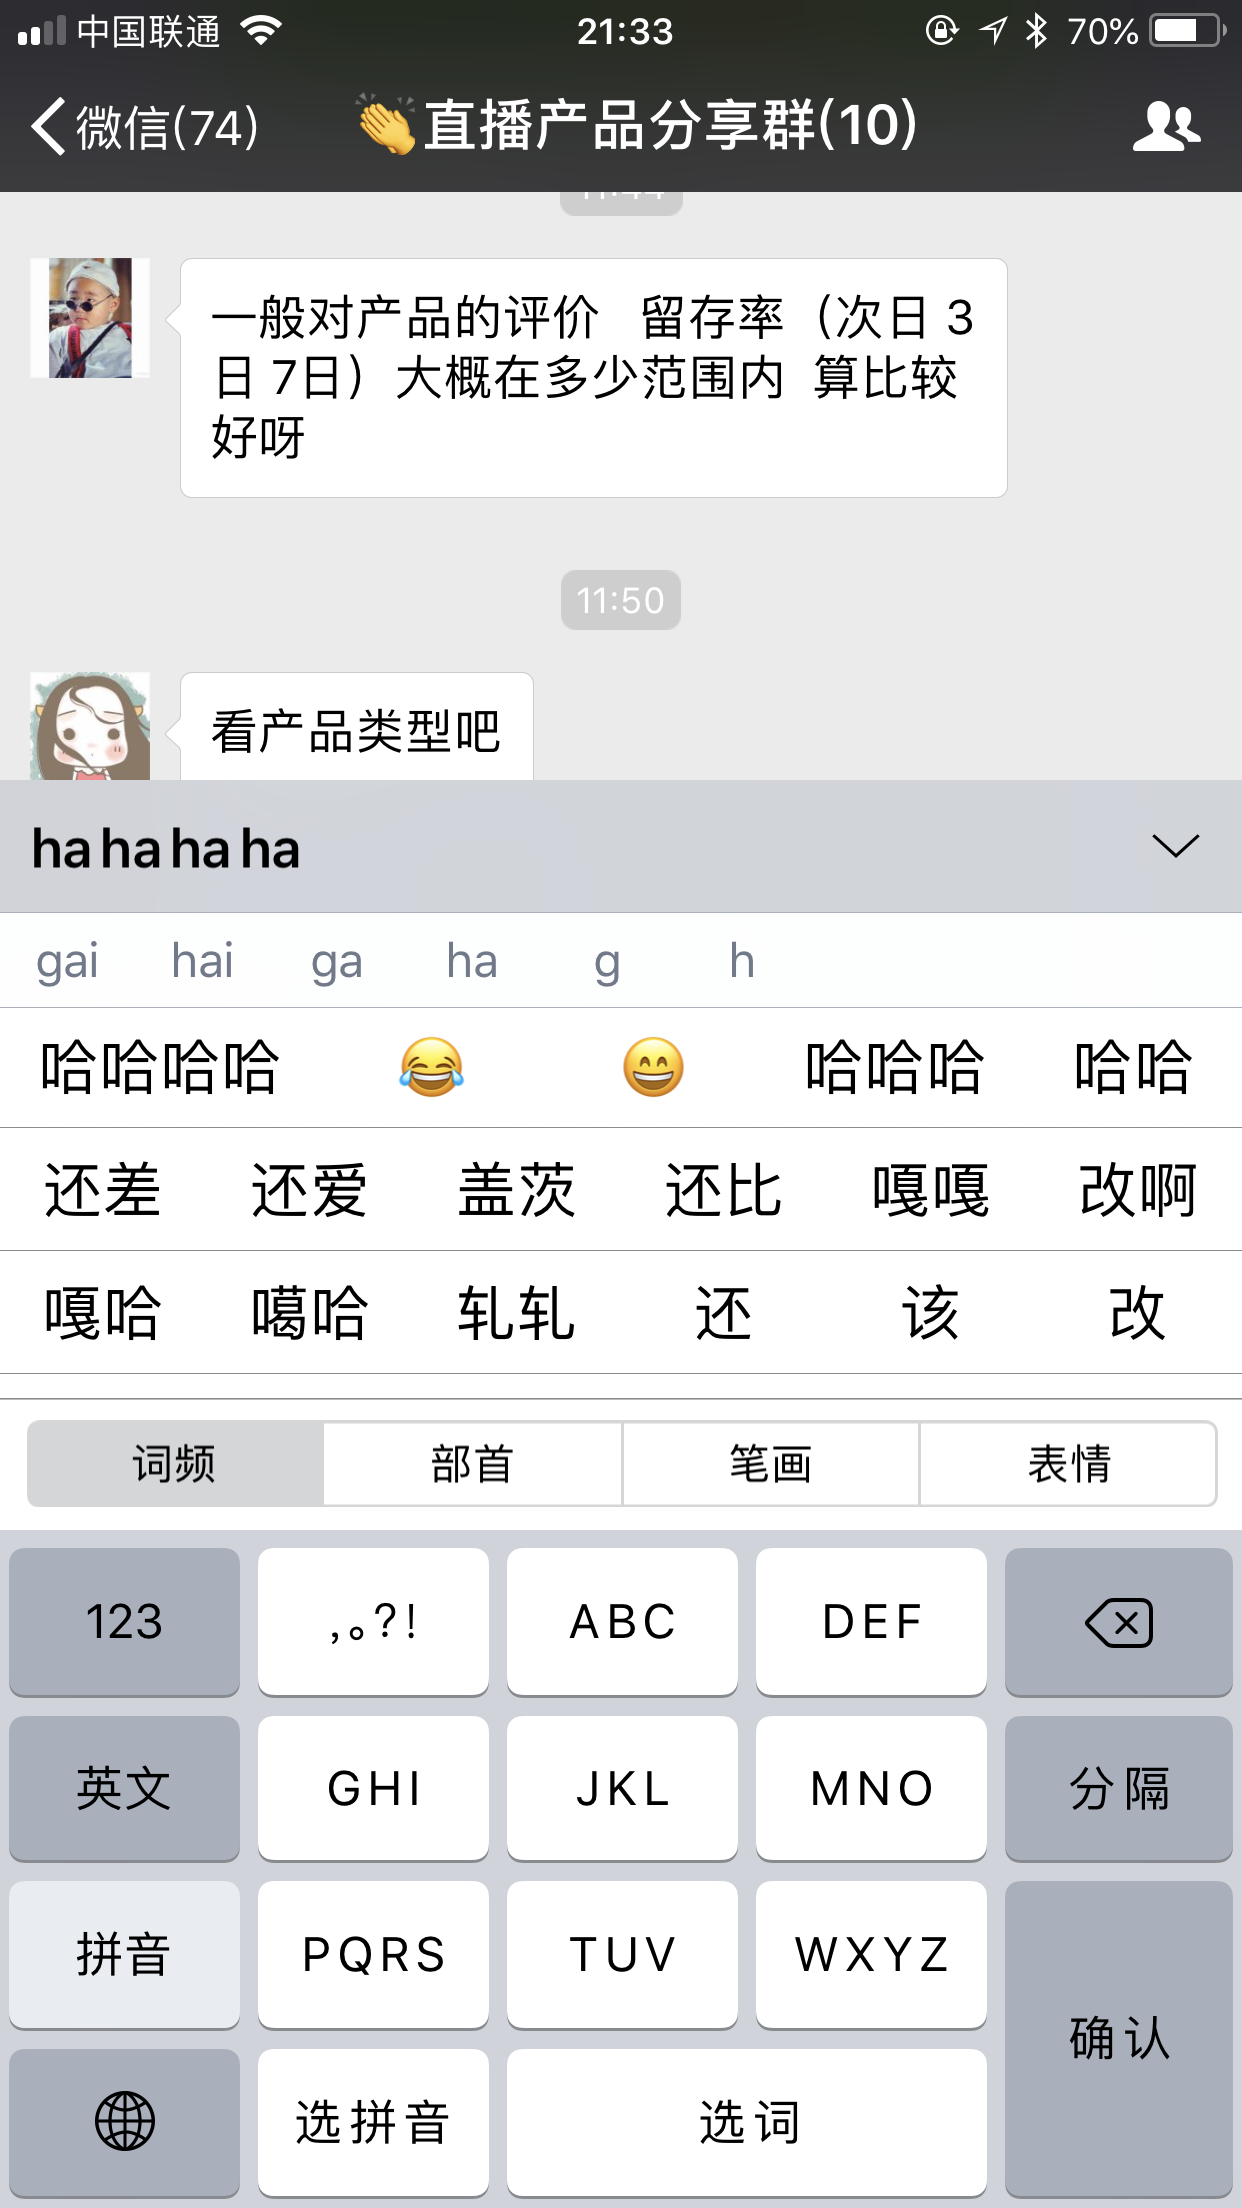 中国联通 21:33 70%
微信(74) 👏直播产品分享群(10)
11:44
一般对产品的评价 留存率（次日 3
日 7日）大概在多少范围内 算比较
好呀
11:50
看产品类型吧
ha ha ha ha
gai hai ga ha g h
哈哈哈哈 😂 😄 哈哈哈 哈哈
还差 还爱 盖茨 还比 嘎嘎 改啊
嘎哈 噶哈 轧轧 还 该 改
词频 部首 笔画 表情
123 ,。?! ABC DEF
英文 GHI JKL MNO 分隔
拼音 PQRS TUV WXYZ
确认
选拼音 选词